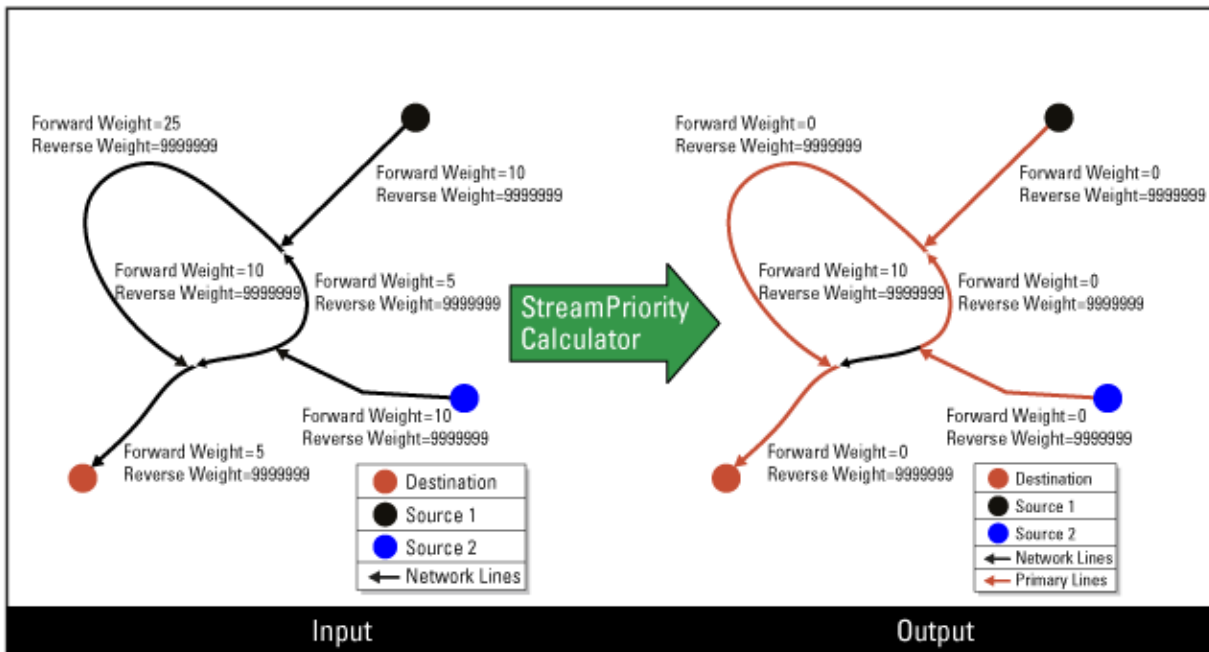 Forward Weight=25
Reverse Weight=9999999
Forward Weight=10
Reverse Weight=9999999
Forward Weight=10
Reverse Weight=9999999
Forward Weight=5
Reverse Weight=9999999
Forward Weight=10
Reverse Weight=9999999
Forward Weight=5
Reverse Weight=9999999
Destination
Source 1
Source 2
Network Lines
Input
StreamPriority
Calculator
Forward Weight=0
Reverse Weight=9999999
Forward Weight=0
Reverse Weight=9999999
Forward Weight=10
Reverse Weight=9999999
Forward Weight=0
Reverse Weight=9999999
Forward Weight=0
Reverse Weight=9999999
Forward Weight=0
Reverse Weight=9999999
Destination
Source 1
Source 2
Network Lines
Primary Lines
Output